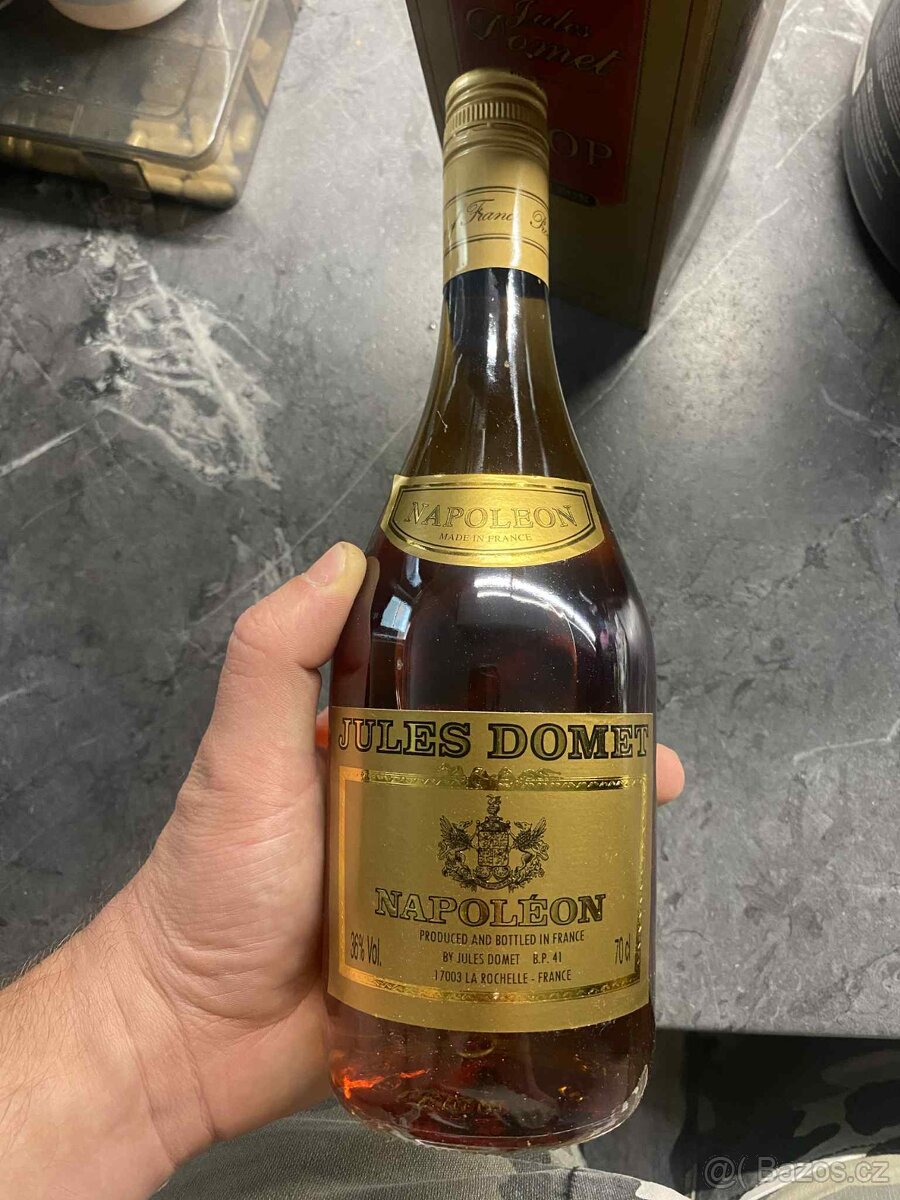 Jules
Domet
OP
France
NAPOLEON
MADE IN FRANCE
JULES DOMET
NAPOLÉON
PRODUCED AND BOTTLED IN FRANCE
36% Vol.
BY JULES DOMET B.P. 41
70 cl
17003 LA ROCHELLE - FRANCE
@( Bazos.cz